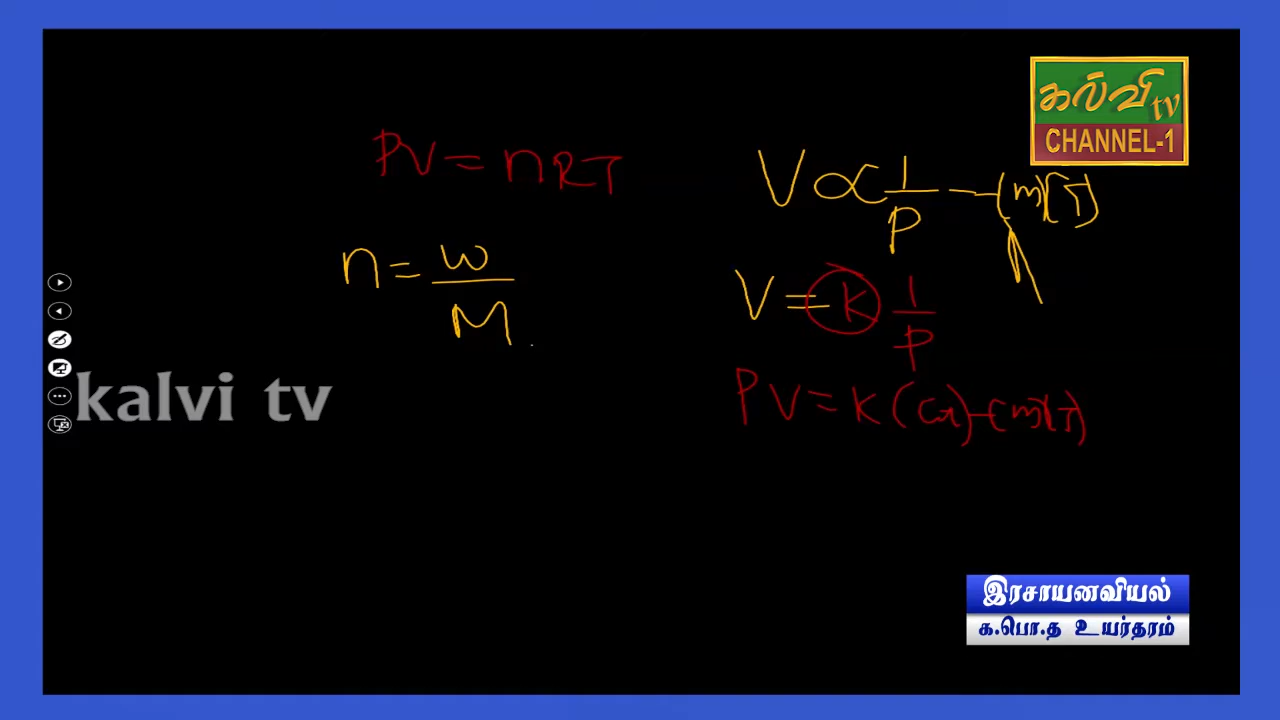 கல்வி tv
CHANNEL-1
PV = nRT
n = w/M
V ∝ 1/P — (m)(T)
V = k 1/P
PV = K () – (m)(T)
kalvi tv
இரசாயனவியல்
க.பொ.த உயர்தரம்